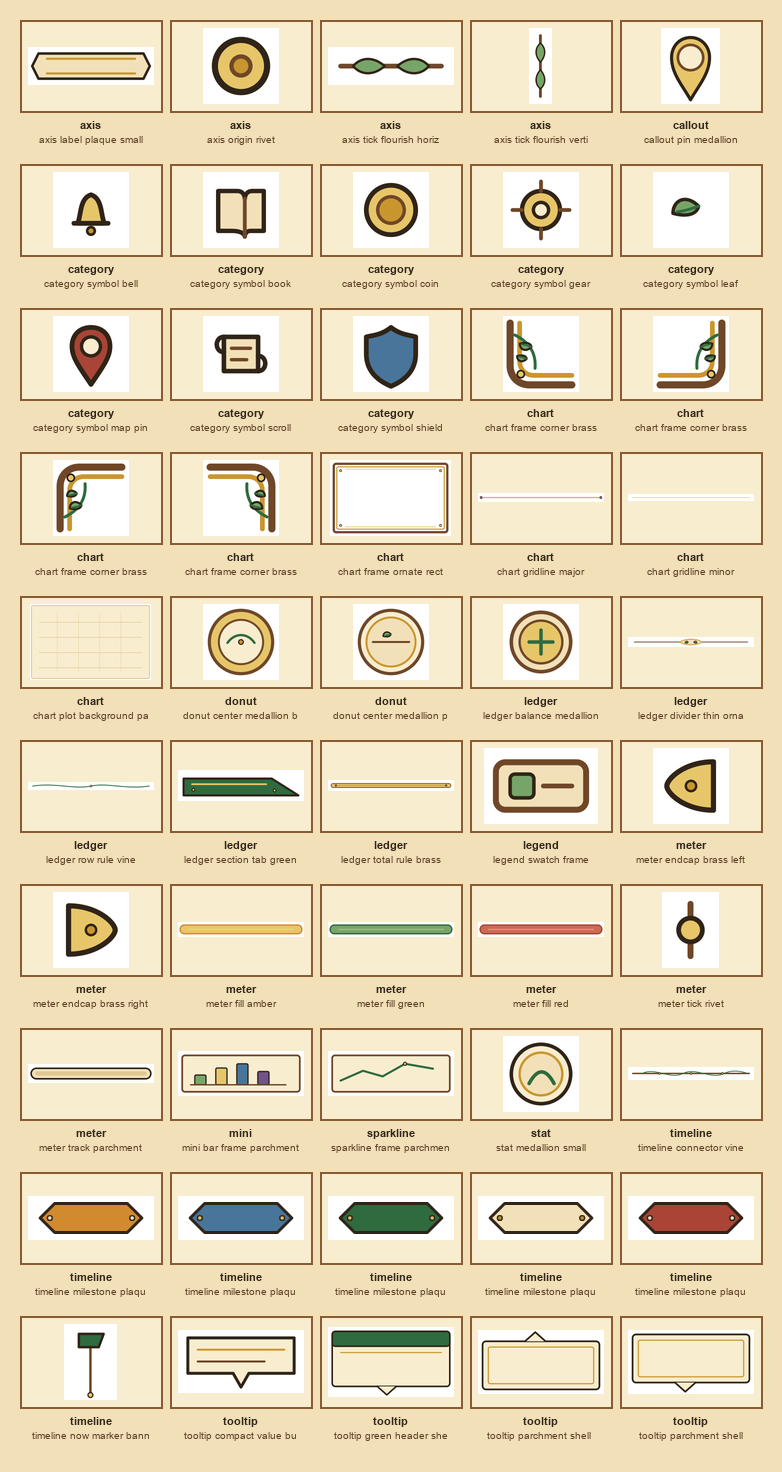 axis axis axis axis callout
axis label plaque small axis origin rivet axis tick flourish horiz axis tick flourish verti callout pin medallion
category category category category category
category symbol bell category symbol book category symbol coin category symbol gear category symbol leaf
category category category chart chart
category symbol map pin category symbol scroll category symbol shield chart frame corner brass chart frame corner brass
chart chart chart chart chart
chart frame corner brass chart frame corner brass chart frame ornate rect chart gridline major chart gridline minor
chart donut donut ledger ledger
chart plot background pa donut center medallion b donut center medallion p ledger balance medallion ledger divider thin orna
ledger ledger ledger legend meter
ledger row rule vine ledger section tab green ledger total rule brass legend swatch frame meter endcap brass left
meter meter meter meter meter
meter endcap brass right meter fill amber meter fill green meter fill red meter tick rivet
meter mini sparkline stat timeline
meter track parchment mini bar frame parchment sparkline frame parchmen stat medallion small timeline connector vine
timeline timeline timeline timeline timeline
timeline milestone plaqu timeline milestone plaqu timeline milestone plaqu timeline milestone plaqu timeline milestone plaqu
timeline tooltip tooltip tooltip tooltip
timeline now marker bann tooltip compact value bu tooltip green header she tooltip parchment shell tooltip parchment shell